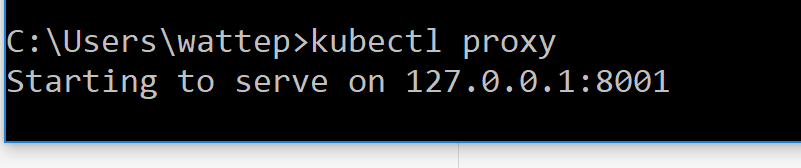 C:\Users\wattep>kubectl proxy
Starting to serve on 127.0.0.1:8001